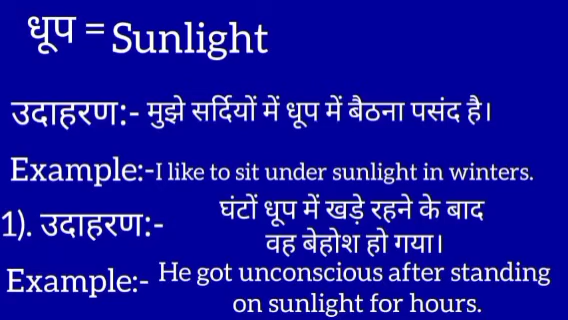 धूप = Sunlight
उदाहरण:- मुझे सर्दियों में धूप में बैठना पसंद है।
Example:-I like to sit under sunlight in winters.
1). उदाहरण:- घंटों धूप में खड़े रहने के बाद
वह बेहोश हो गया।
Example:- He got unconscious after standing
on sunlight for hours.